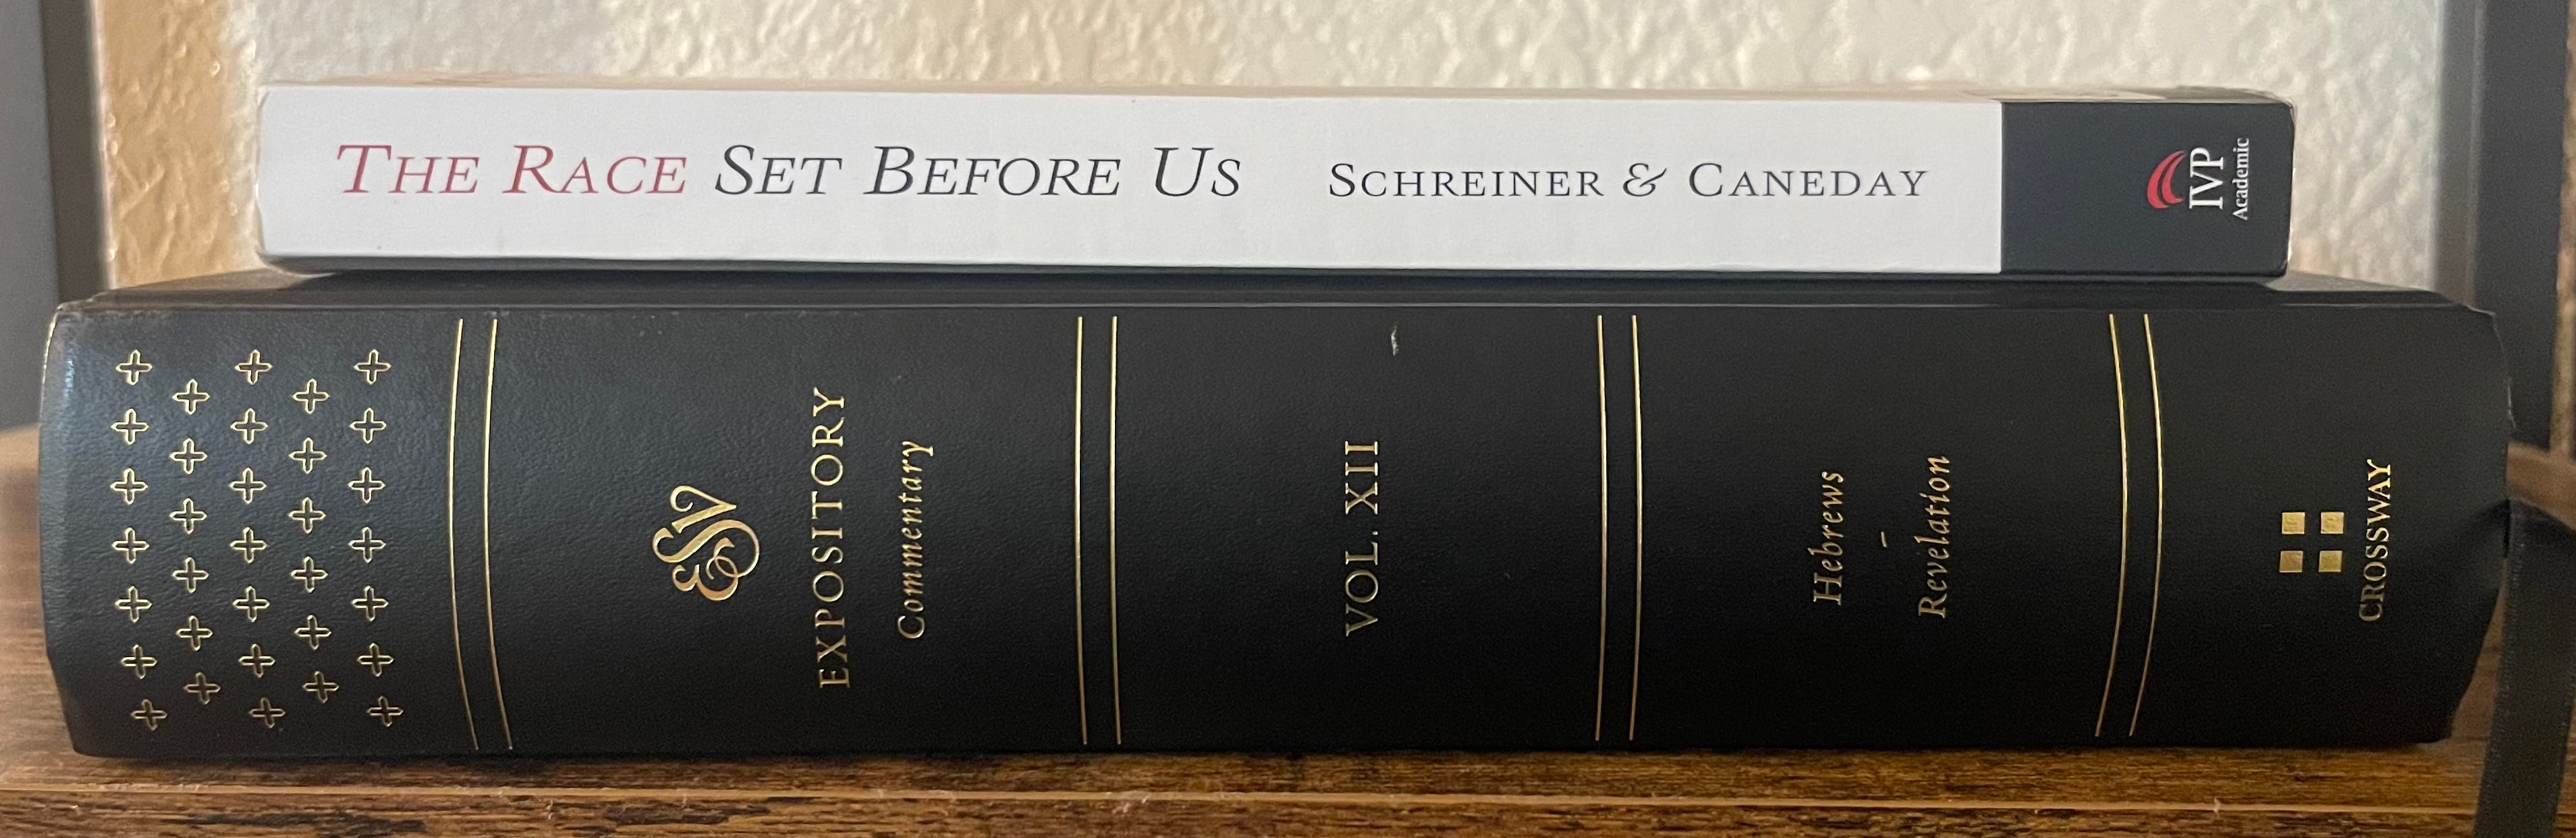 THE RACE SET BEFORE US SCHREINER & CANEDAY
IVP
Academic
ESV
EXPOSITORY
Commentary
VOL. XII
Hebrews
–
Revelation
CROSSWAY